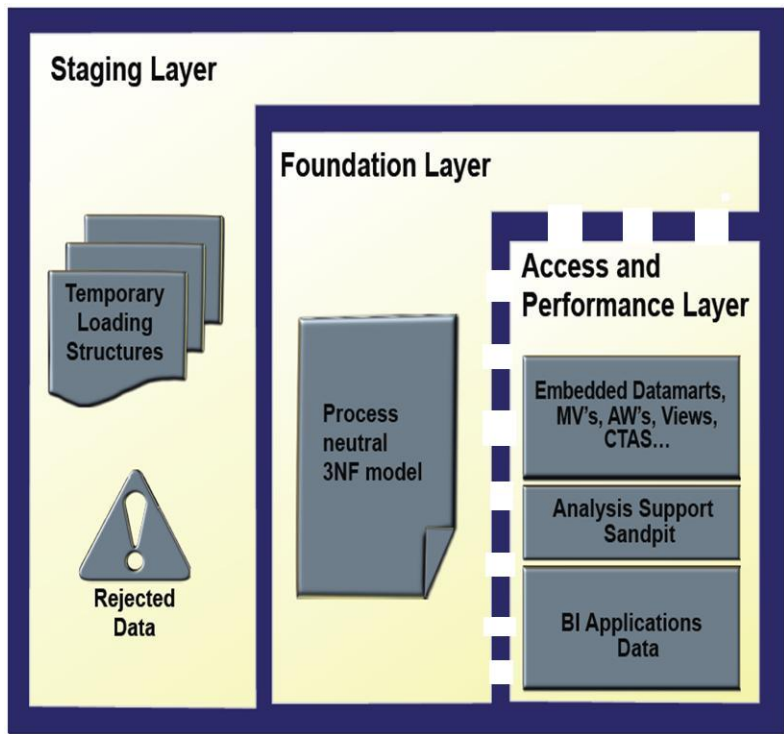 Staging Layer
Temporary
Loading
Structures
Rejected
Data
Foundation Layer
Process
neutral
3NF model
Access and
Performance Layer
Embedded Datamarts,
MV's, AW's, Views,
CTAS...
Analysis Support
Sandpit
BI Applications
Data